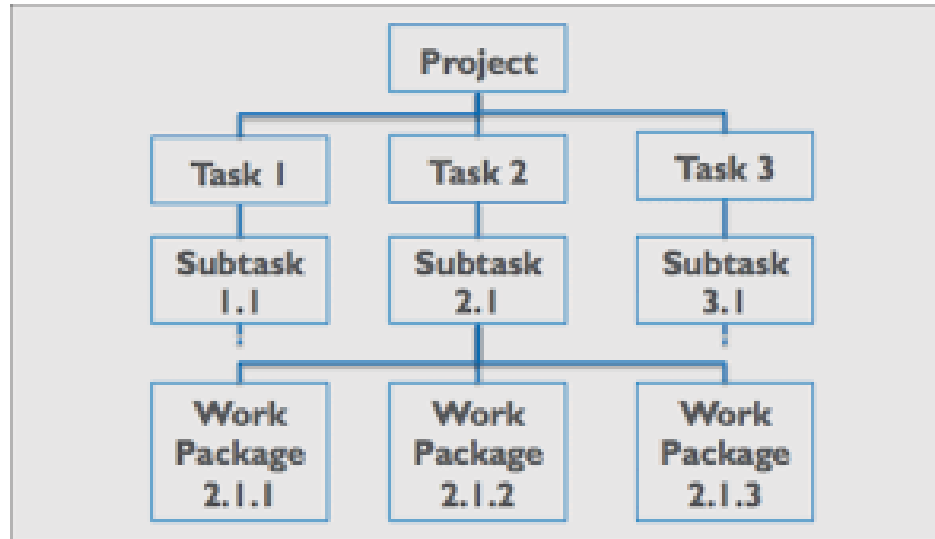 Project
Task 1
Task 2
Task 3
Subtask
1.1
Subtask
2.1
Subtask
3.1
Work
Package
2.1.1
Work
Package
2.1.2
Work
Package
2.1.3